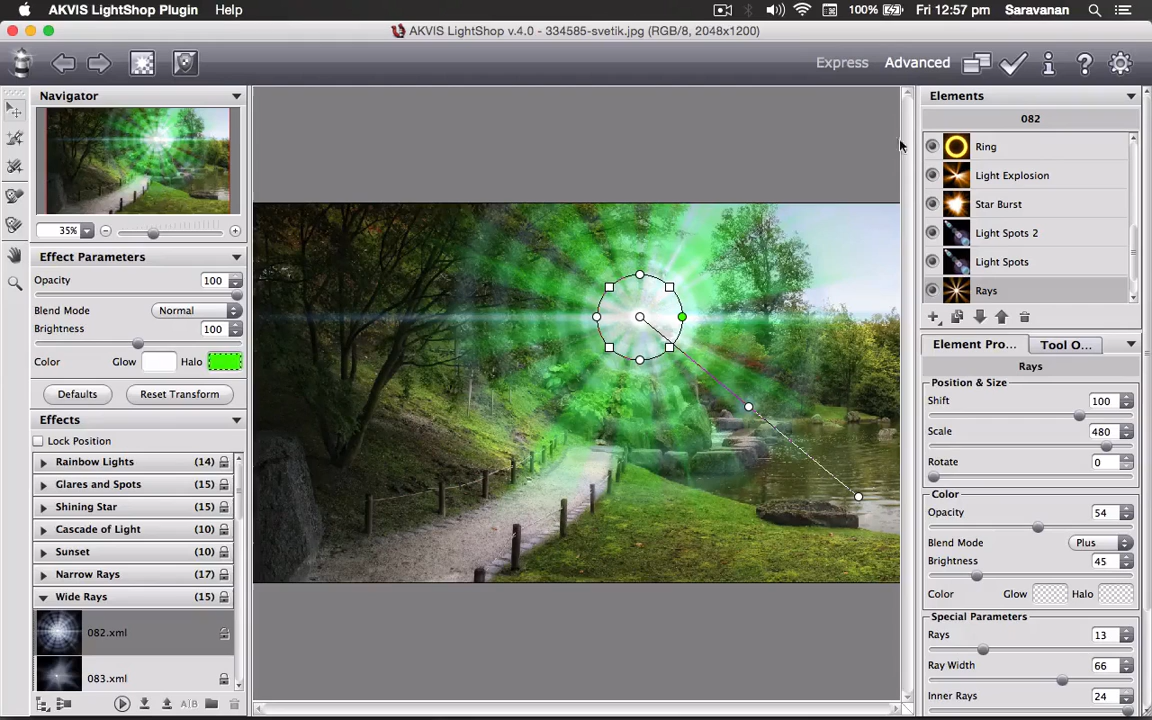 AKVIS LightShop Plugin Help 100% Fri 12:57 pm Saravanan
AKVIS LightShop v.4.0 - 334585-svetik.jpg (RGB/8, 2048x1200)
Express Advanced
Navigator
35%
Effect Parameters
Opacity 100
Blend Mode Normal
Brightness 100
Color Glow Halo
Defaults Reset Transform
Effects
Lock Position
Rainbow Lights (14)
Glares and Spots (15)
Shining Star (15)
Cascade of Light (10)
Sunset (10)
Narrow Rays (17)
Wide Rays (15)
082.xml
083.xml
A|B
Elements
082
Ring
Light Explosion
Star Burst
Light Spots 2
Light Spots
Rays
Element Pro... Tool O...
Rays
Position & Size
Shift 100
Scale 480
Rotate 0
Color
Opacity 54
Blend Mode Plus
Brightness 45
Color Glow Halo
Special Parameters
Rays 13
Ray Width 66
Inner Rays 24